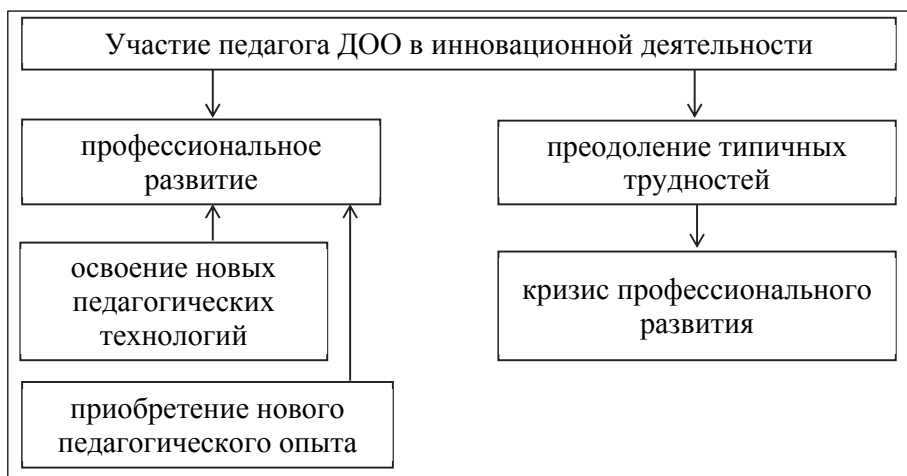 Участие педагога ДОО в инновационной деятельности
профессиональное
развитие
преодоление типичных
трудностей
освоение новых
педагогических
технологий
кризис профессионального
развития
приобретение нового
педагогического опыта